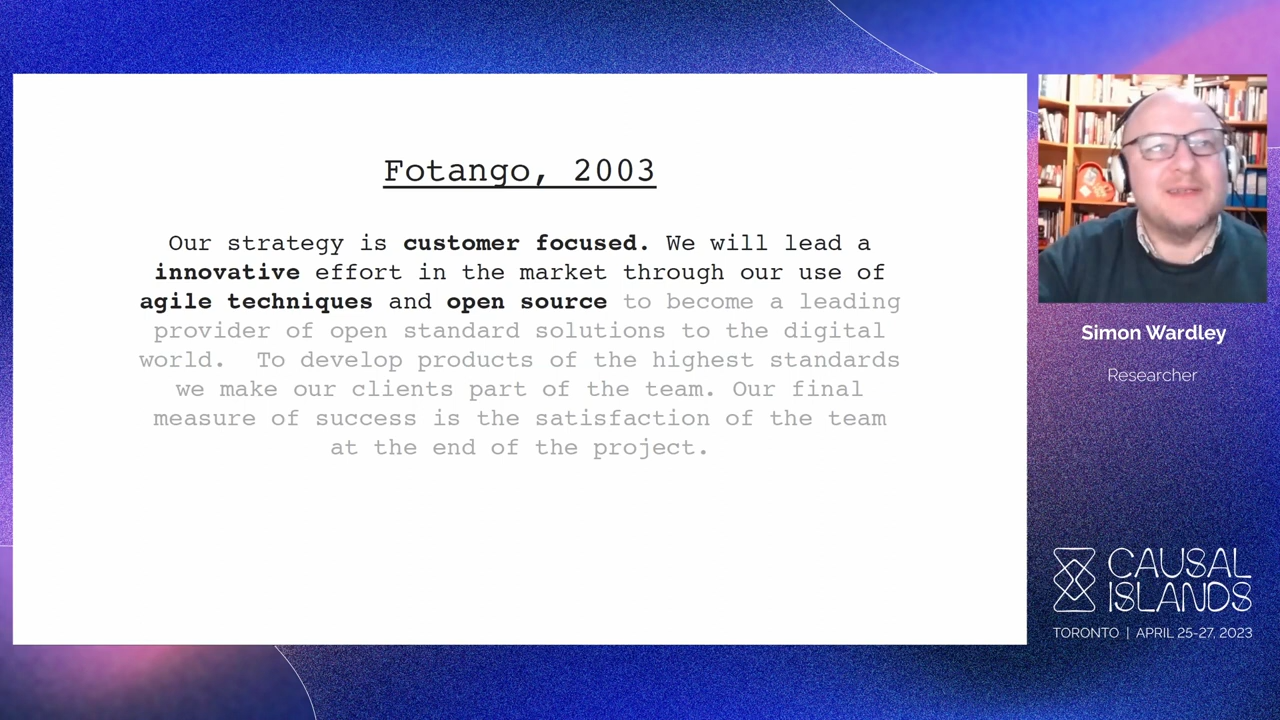 Fotango, 2003
Our strategy is customer focused. We will lead a
innovative effort in the market through our use of
agile techniques and open source to become a leading
provider of open standard solutions to the digital
world. To develop products of the highest standards
we make our clients part of the team. Our final
measure of success is the satisfaction of the team
at the end of the project.
Simon Wardley
Researcher
CAUSAL
ISLANDS
TORONTO | APRIL 25-27, 2023